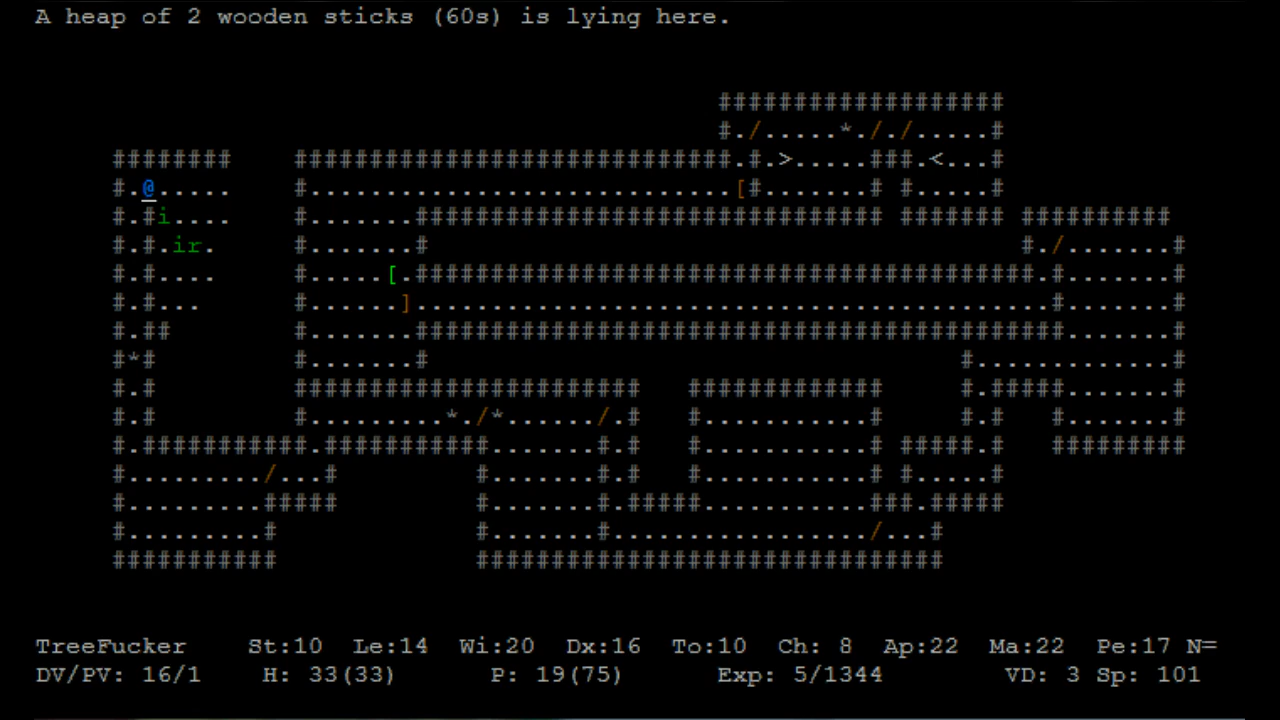 A heap of 2 wooden sticks (60s) is lying here.
                                             ###################
                                             #./.....*././.....#
     ########    #############################.#.>.....###.<...#
     #.@.....    #............................[#.......# #.....#
     #.#i....    #.......############################### ####### ##########
     #.#.ir.     #.......#                                       #./.......#
     #.#....     #.....[.#########################################.#.......#
     #.#...      #......]..........................................#.......#
     #.##        #.......###########################################.......#
     #*#         #.......#                                   #.............#
     #.#         #######################   #############     #.#####.......#
     #.#         #.........*./*....../.#   #...........#     #.#   #.......#
     #.###########.###########.......#.#   #...........# #####.#   #########
     #........./...#         #.......#.#   #...........# #.....#
     #.........#####         #.......#.#####...........###.#####
     #.........#             #.......#................./...#
     ###########             ###############################
TreeFucker    St:10  Le:14  Wi:20  Dx:16  To:10  Ch: 8  Ap:22  Ma:22  Pe:17 N=
DV/PV: 16/1    H: 33(33)      P: 19(75)      Exp: 5/1344        VD: 3 Sp: 101